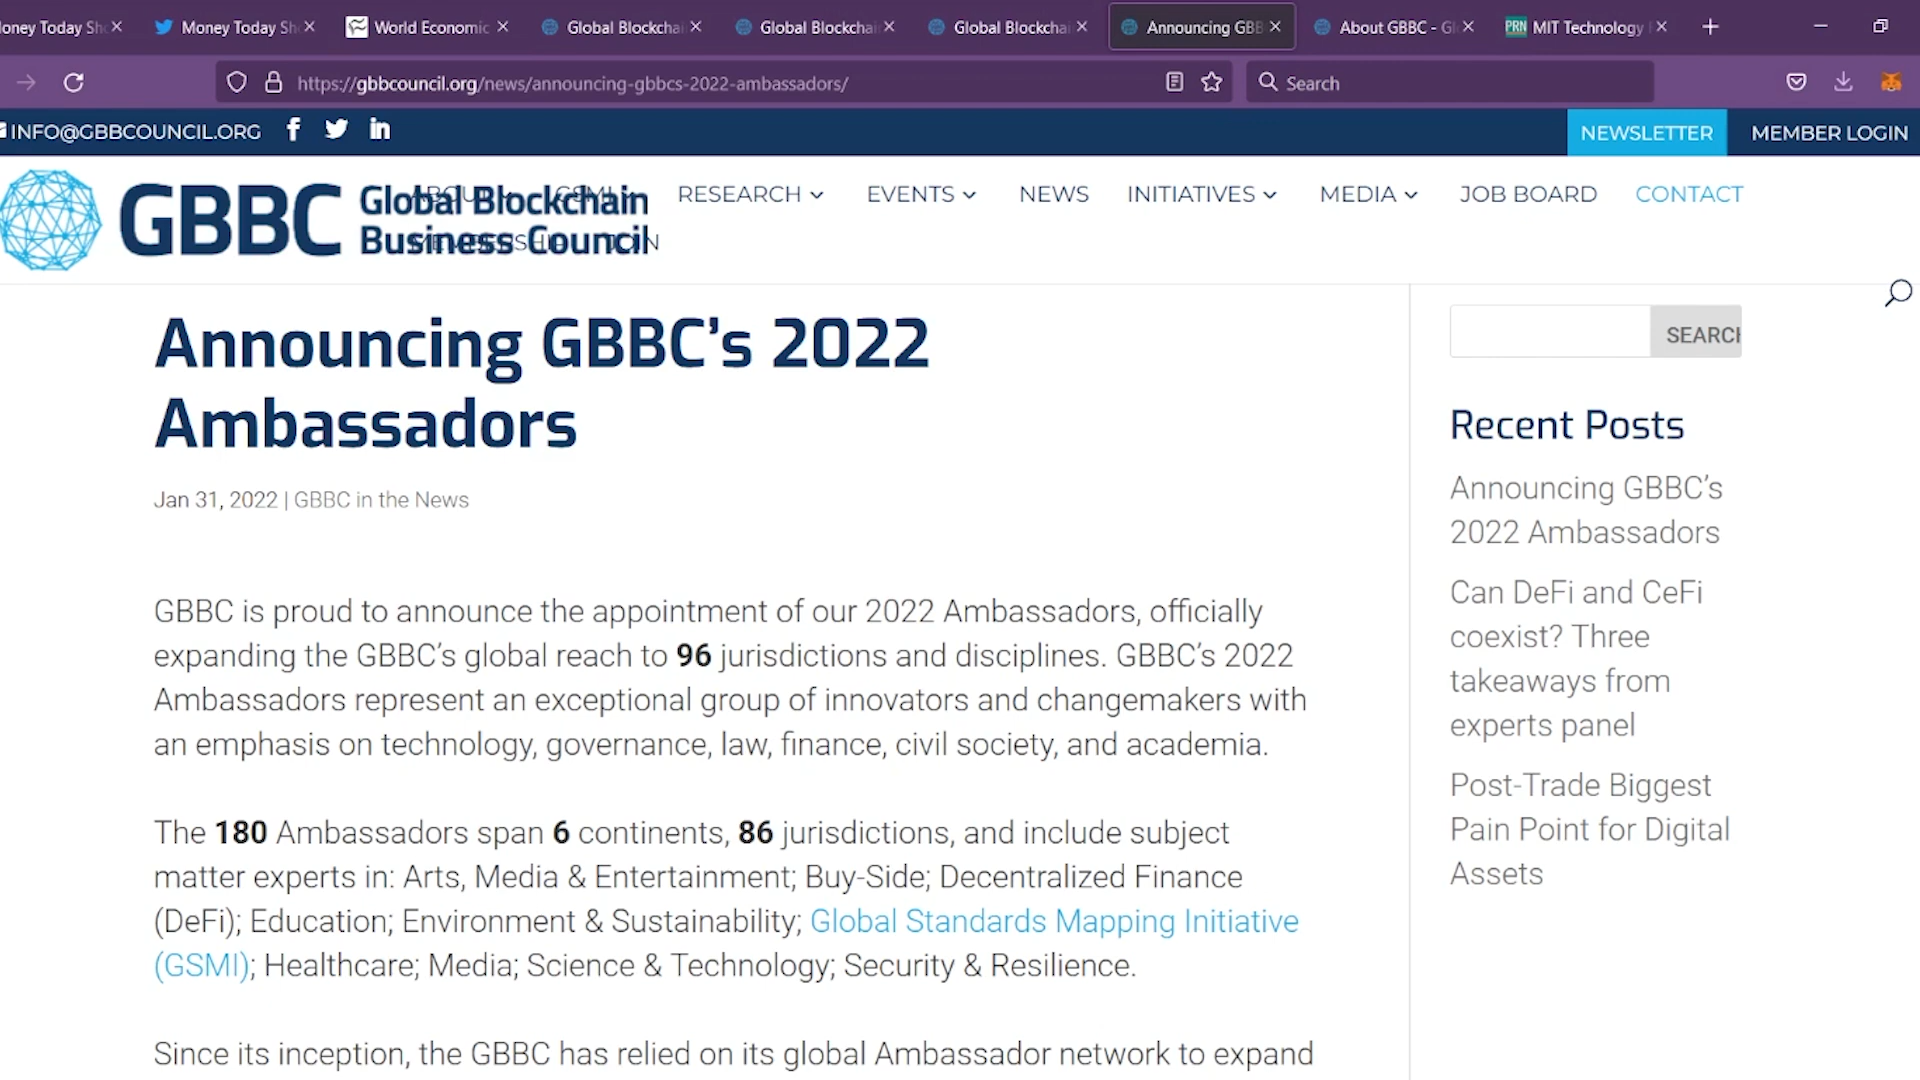 oney Today Sho
Money Today Sho
World Economic
Global Blockchai
Global Blockchai
Global Blockchai
Announcing GBB
About GBBC - Gl
PRN
MIT Technology
https://gbbcouncil.org/news/announcing-gbbcs-2022-ambassadors/
Search
INFO@GBBCOUNCIL.ORG
NEWSLETTER
MEMBER LOGIN
GBBC
Global Blockchain
Business Council
RESEARCH
EVENTS
NEWS
INITIATIVES
MEDIA
JOB BOARD
CONTACT
Announcing GBBC’s 2022
Ambassadors
Jan 31, 2022 | GBBC in the News
GBBC is proud to announce the appointment of our 2022 Ambassadors, officially
expanding the GBBC’s global reach to 96 jurisdictions and disciplines. GBBC’s 2022
Ambassadors represent an exceptional group of innovators and changemakers with
an emphasis on technology, governance, law, finance, civil society, and academia.
The 180 Ambassadors span 6 continents, 86 jurisdictions, and include subject
matter experts in: Arts, Media & Entertainment; Buy-Side; Decentralized Finance
(DeFi); Education; Environment & Sustainability; Global Standards Mapping Initiative
(GSMI); Healthcare; Media; Science & Technology; Security & Resilience.
Since its inception, the GBBC has relied on its global Ambassador network to expand
SEARCH
Recent Posts
Announcing GBBC’s
2022 Ambassadors
Can DeFi and CeFi
coexist? Three
takeaways from
experts panel
Post-Trade Biggest
Pain Point for Digital
Assets